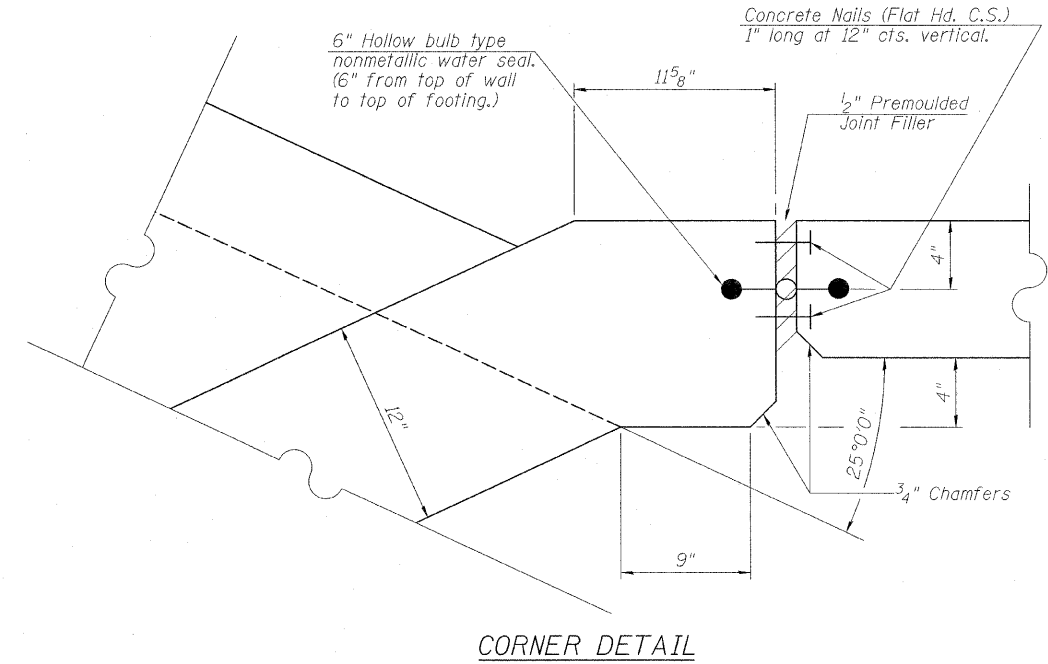 Concrete Nails (Flat Hd. C.S.)
1" long at 12" cts. vertical.
6" Hollow bulb type
nonmetallic water seal.
(6" from top of wall
to top of footing.)
11 5/8"
1/2" Premoulded
Joint Filler
4"
4"
12"
25°0'0"
3/4" Chamfers
9"
CORNER DETAIL